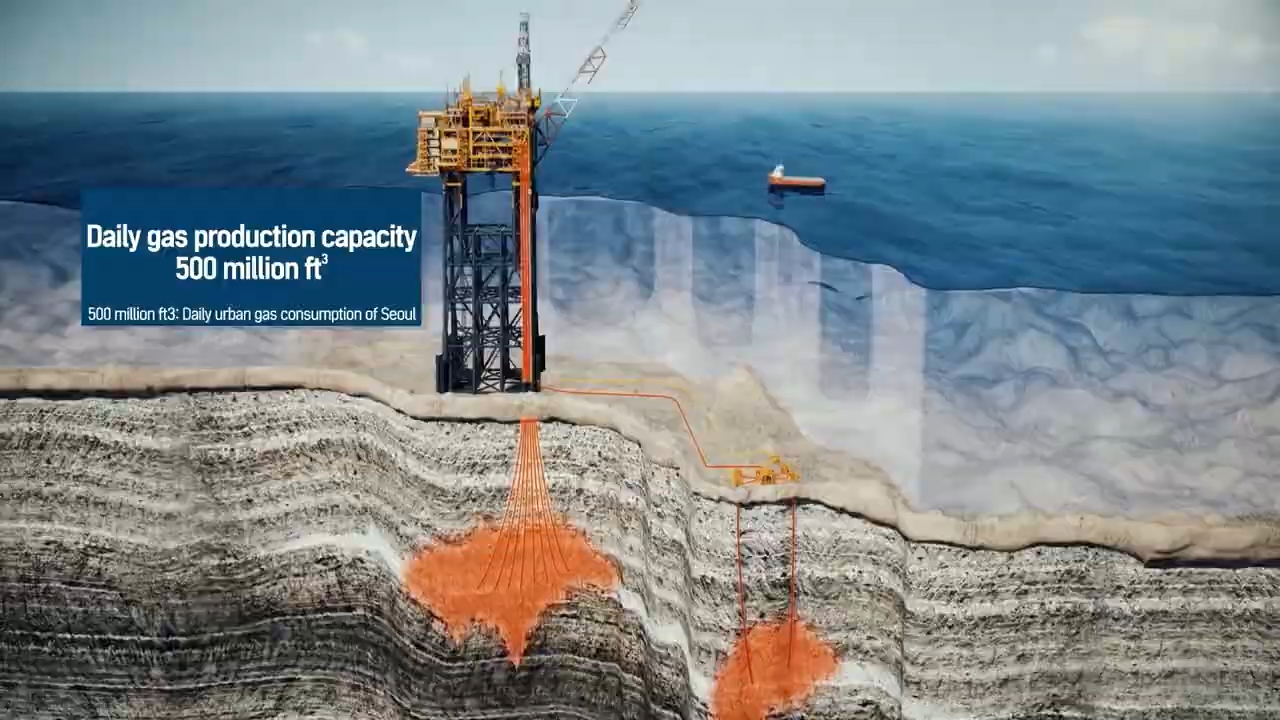 Daily gas production capacity
500 million ft³
500 million ft3: Daily urban gas consumption of Seoul